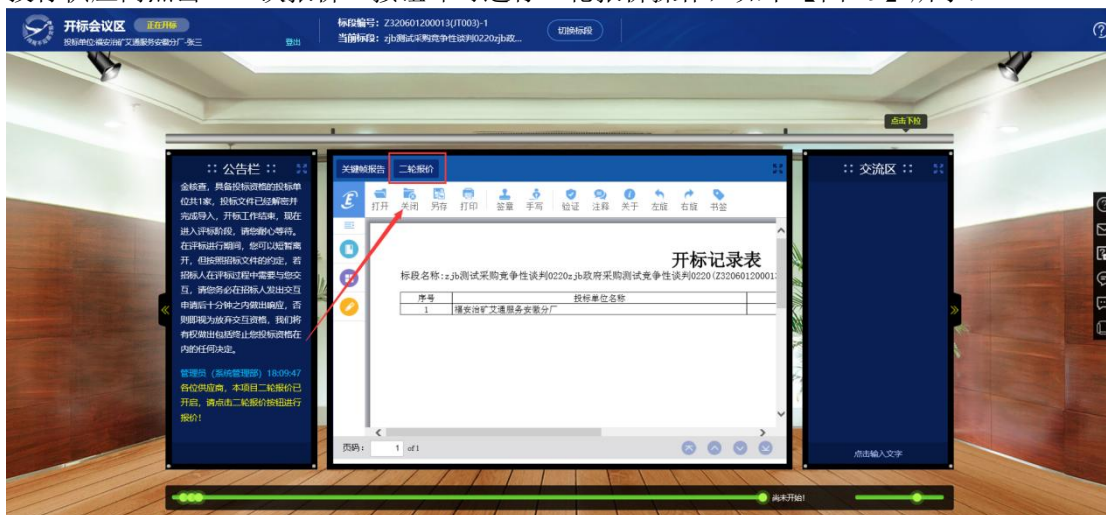 开标会议区 正在开标
投标单位:橘安冶矿艾通服务安徽分厂-张三 登出
标段编号：Z320601200013(JT003)-1
当前标段：zjb测试采购竞争性谈判0220zjb政...
切换标段
点击下拉
:: 公告栏 ::
金核查，具备投标资格的投标单
位共1家，投标文件已经解密并
完成导入，开标工作结束，现在
进入评标阶段，请您耐心等待。
在评标进行期间，您可以短暂离
开，但按照招标文件的约定，若
招标人在评标过程中需要与您交
互，请您务必在招标人发出交互
申请后十分钟之内做出响应，否
则即视为放弃交互资格，我们将
有权做出包括终止您投标资格在
内的任何决定。
管理员（系统管理部）18:09:47
各位供应商，本项目二轮报价已
开启，请点击二轮报价按钮进行
报价！
关键帧报告 二轮报价
打开 关闭 另存 打印 签章 手写 验证 注释 关于 左旋 右旋 书签
开标记录表
标段名称:zjb测试采购竞争性谈判0220zjb政府采购测试竞争性谈判0220(Z32060120001
序号 投标单位名称
1 橘安冶矿艾通服务安徽分厂
页码: 1 of1
:: 交流区 ::
点击输入文字
尚未开始!